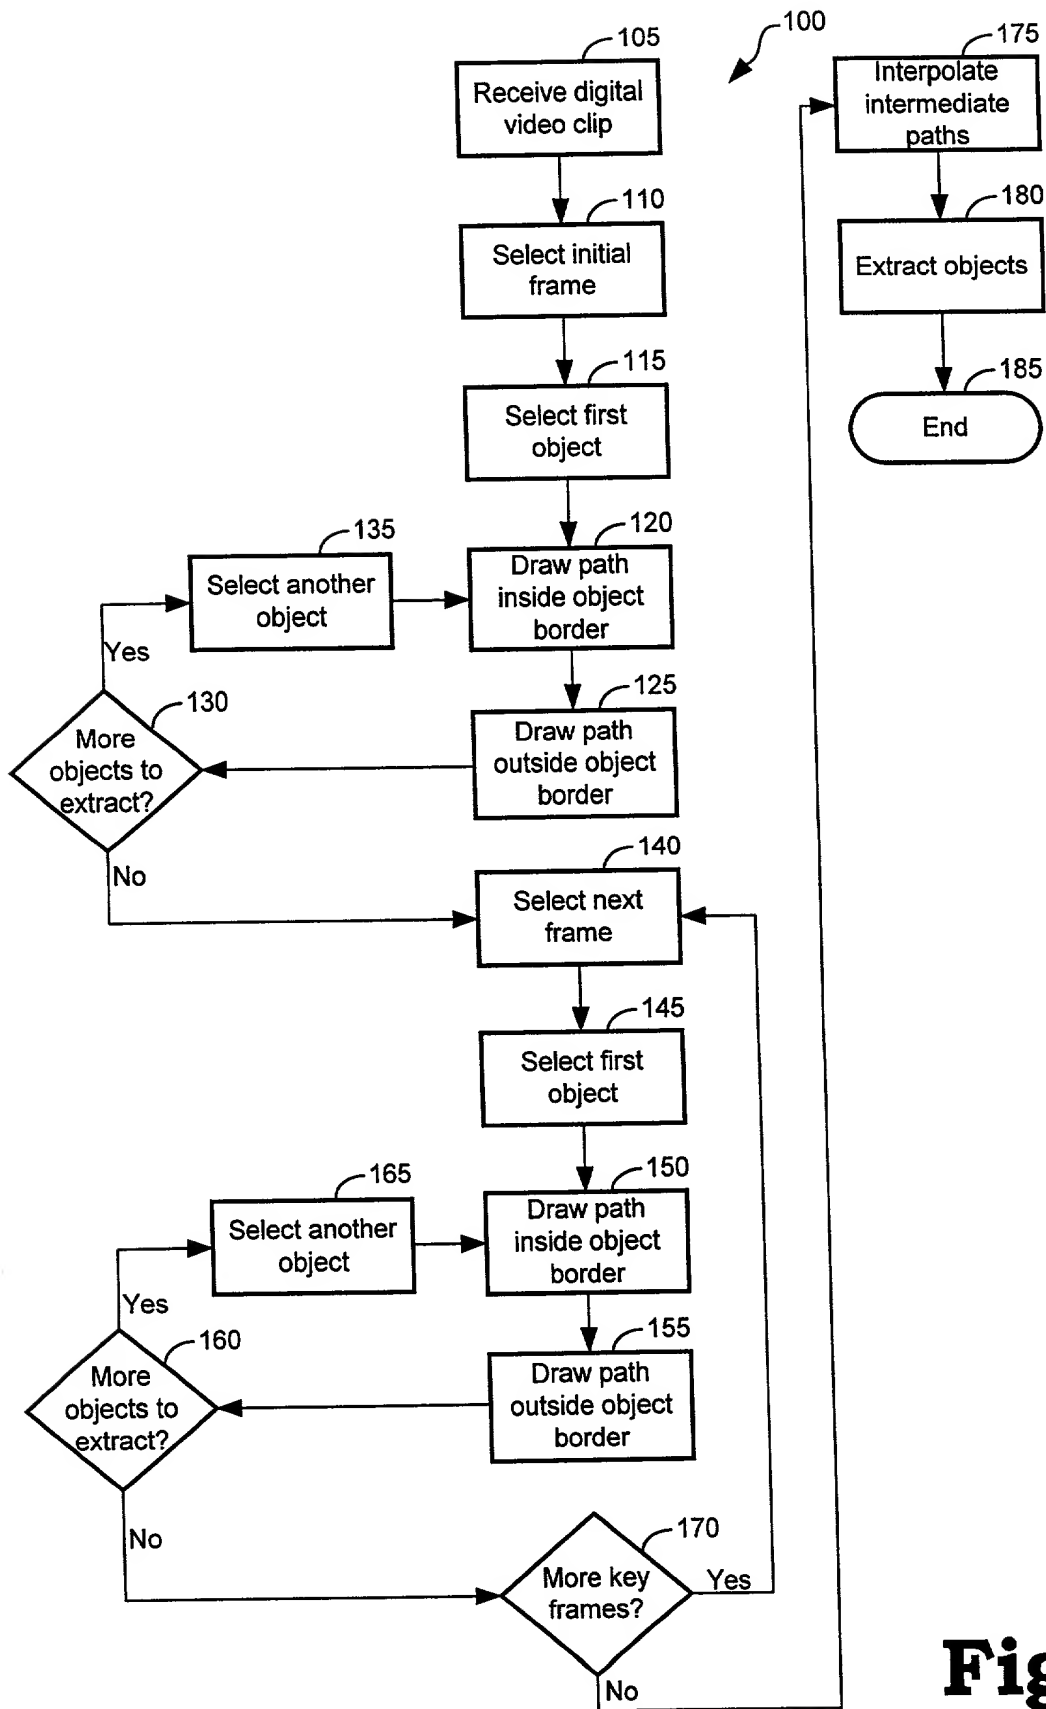 100
105
Receive digital
video clip
110
Select initial
frame
115
Select first
object
120
Draw path
inside object
border
125
Draw path
outside object
border
130
More
objects to
extract?
Yes
No
135
Select another
object
140
Select next
frame
145
Select first
object
150
Draw path
inside object
border
155
Draw path
outside object
border
160
More
objects to
extract?
Yes
No
165
Select another
object
170
More key
frames?
Yes
No
175
Interpolate
intermediate
paths
180
Extract objects
185
End
Fig